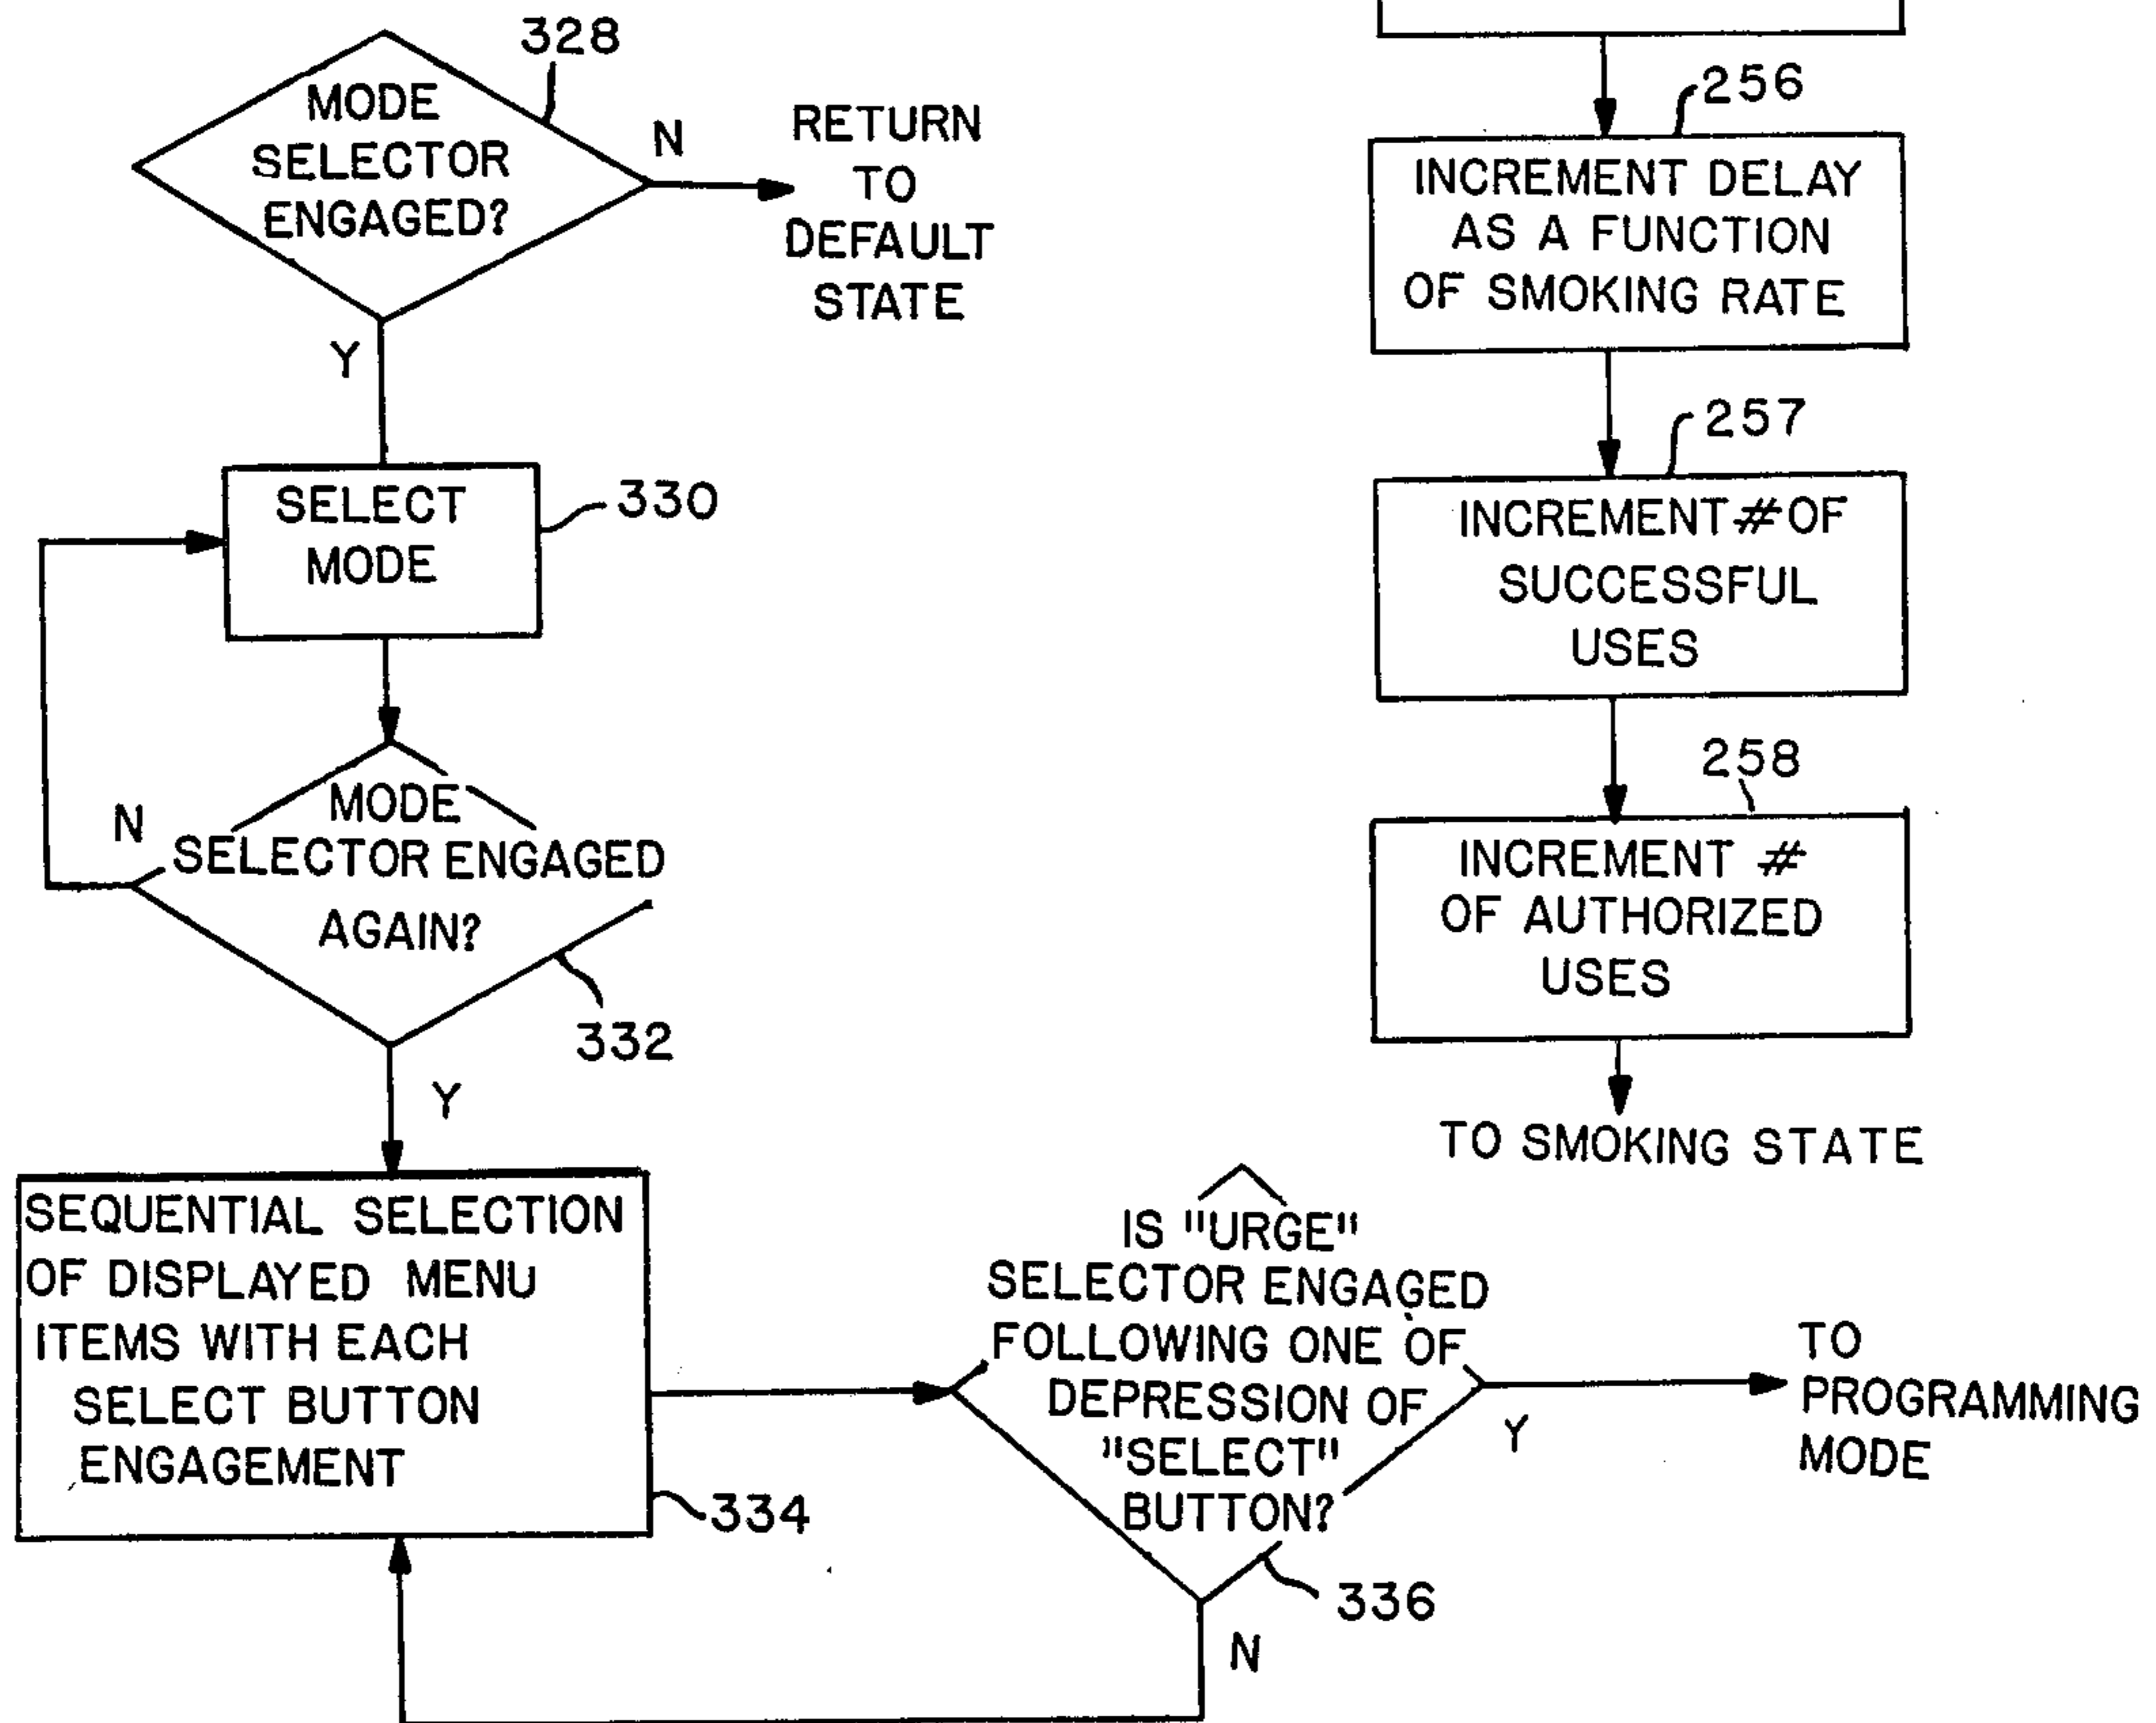 328
MODE
SELECTOR
ENGAGED?
N
RETURN
TO
DEFAULT
STATE
Y
SELECT
MODE
330
MODE
SELECTOR ENGAGED
AGAIN?
N
332
Y
SEQUENTIAL SELECTION
OF DISPLAYED MENU
ITEMS WITH EACH
SELECT BUTTON
ENGAGEMENT
334
IS "URGE"
SELECTOR ENGAGED
FOLLOWING ONE OF
DEPRESSION OF
"SELECT"
BUTTON?
336
N
Y
TO
PROGRAMMING
MODE
256
INCREMENT DELAY
AS A FUNCTION
OF SMOKING RATE
257
INCREMENT # OF
SUCCESSFUL
USES
258
INCREMENT #
OF AUTHORIZED
USES
TO SMOKING STATE